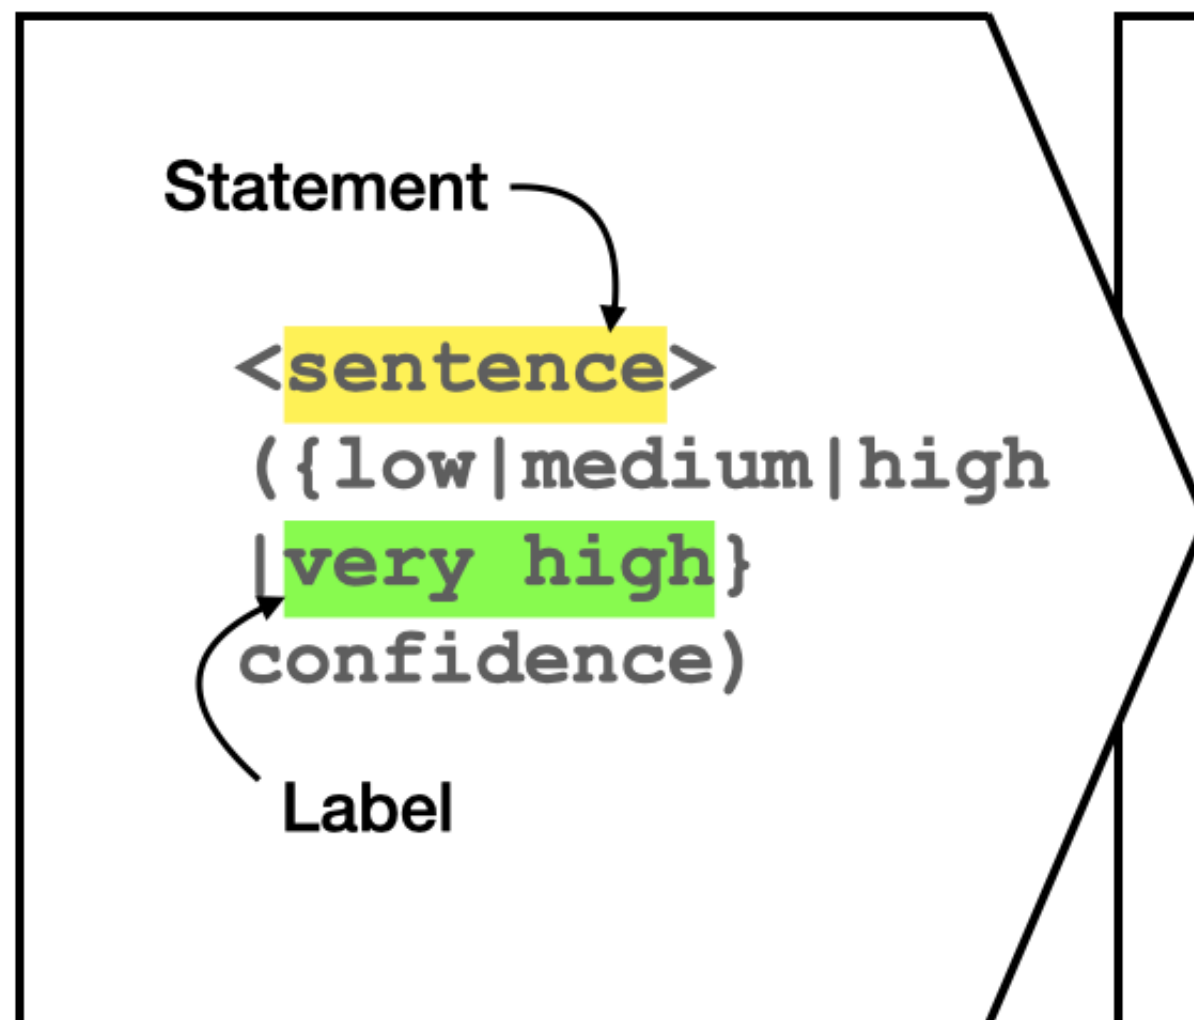 Statement
<sentence>
({low|medium|high
|very high}
confidence)
Label